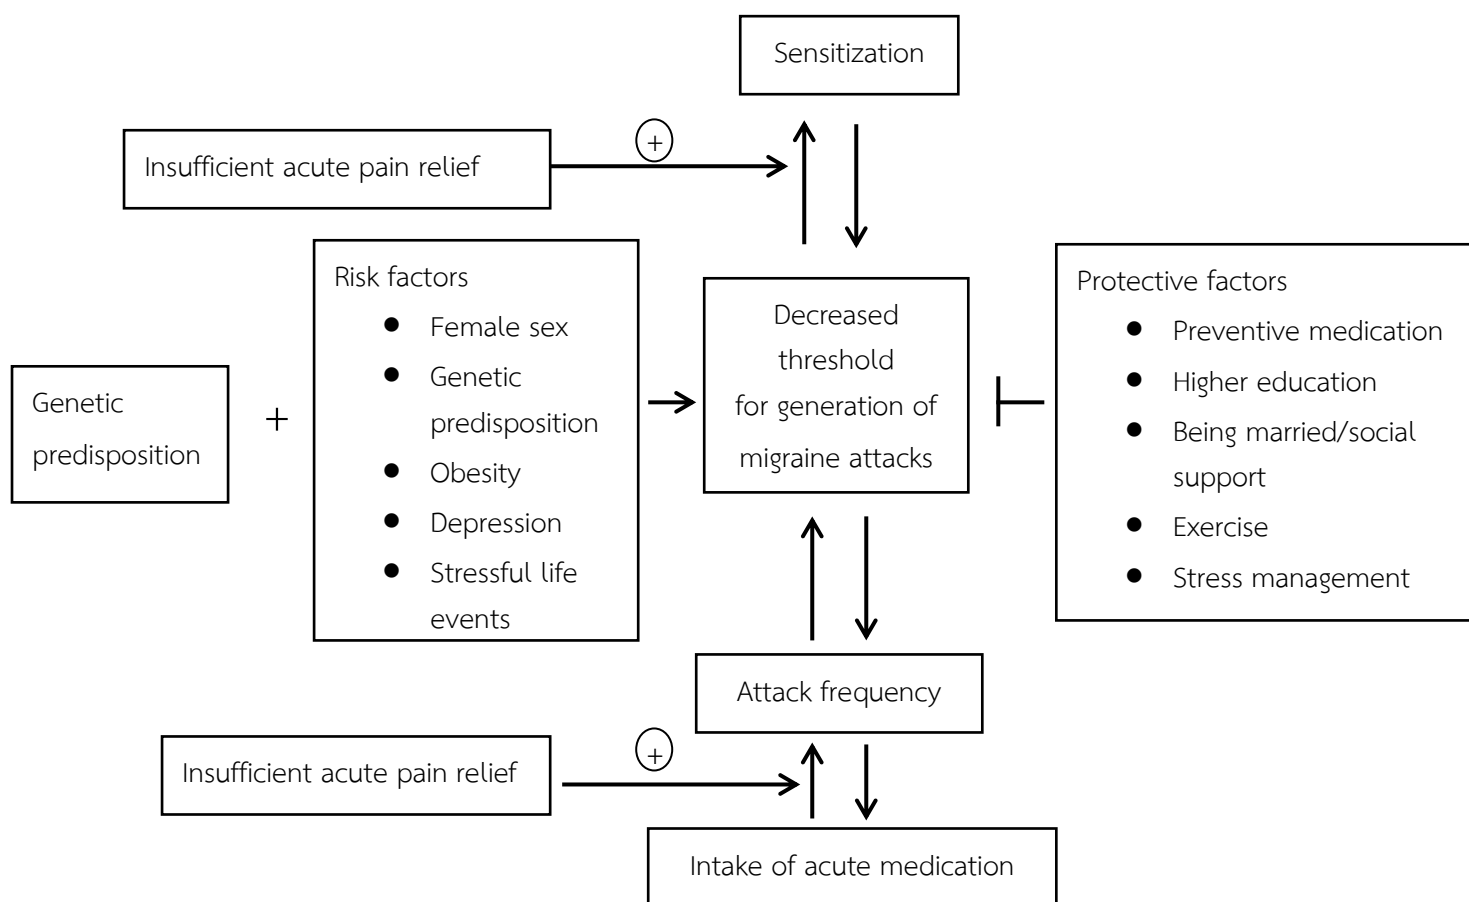 Sensitization
+
Insufficient acute pain relief
Risk factors
● Female sex
● Genetic
predisposition
● Obesity
● Depression
● Stressful life
events
Genetic
predisposition
+
Decreased
threshold
for generation of
migraine attacks
Protective factors
● Preventive medication
● Higher education
● Being married/social
support
● Exercise
● Stress management
Attack frequency
+
Insufficient acute pain relief
Intake of acute medication